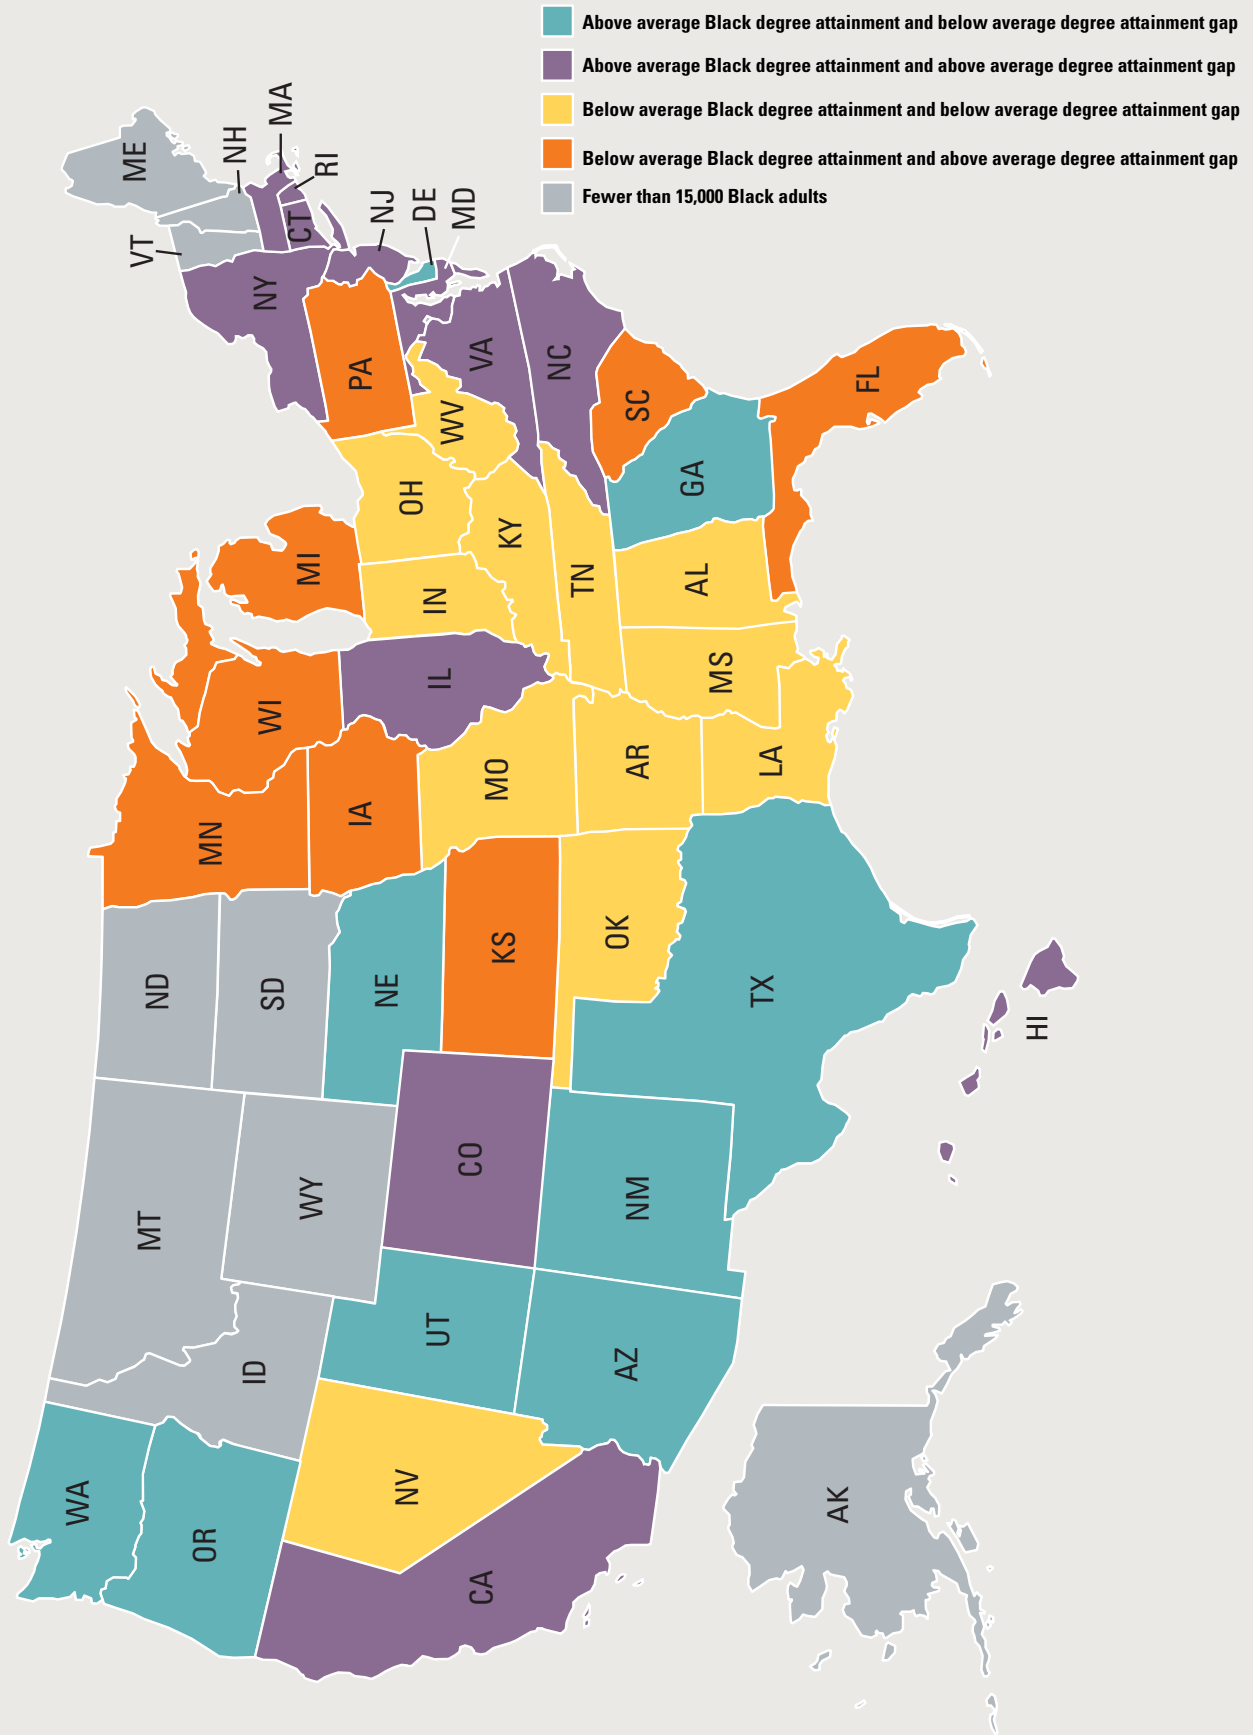 Above average Black degree attainment and below average degree attainment gap
Above average Black degree attainment and above average degree attainment gap
Below average Black degree attainment and below average degree attainment gap
Below average Black degree attainment and above average degree attainment gap
Fewer than 15,000 Black adults
WA
OR
CA
NV
ID
MT
WY
UT
AZ
CO
NM
ND
SD
NE
KS
OK
TX
MN
IA
MO
AR
LA
WI
IL
MS
MI
IN
KY
TN
AL
OH
WV
GA
FL
SC
NC
VA
PA
NY
VT
NH
ME
MA
RI
CT
NJ
DE
MD
AK
HI